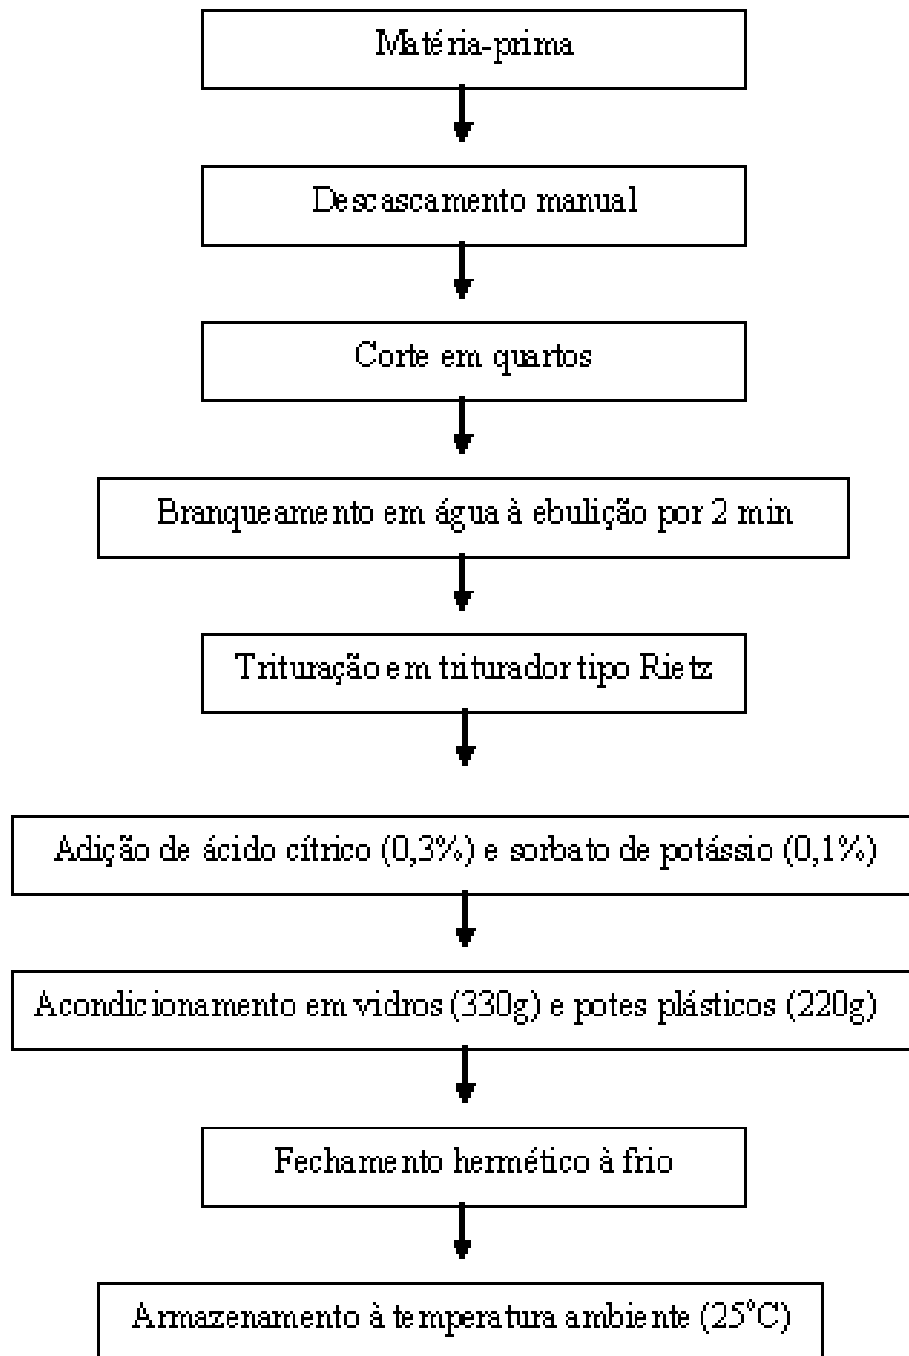 Matéria-prima
Descascamento manual
Corte em quartos
Branqueamento em água à ebulição por 2 min
Trituração em triturador tipo Rietz
Adição de ácido cítrico (0,3%) e sorbato de potássio (0,1%)
Acondicionamento em vidros (330g) e potes plásticos (220g)
Fechamento hermético à frio
Armazenamento à temperatura ambiente (25°C)